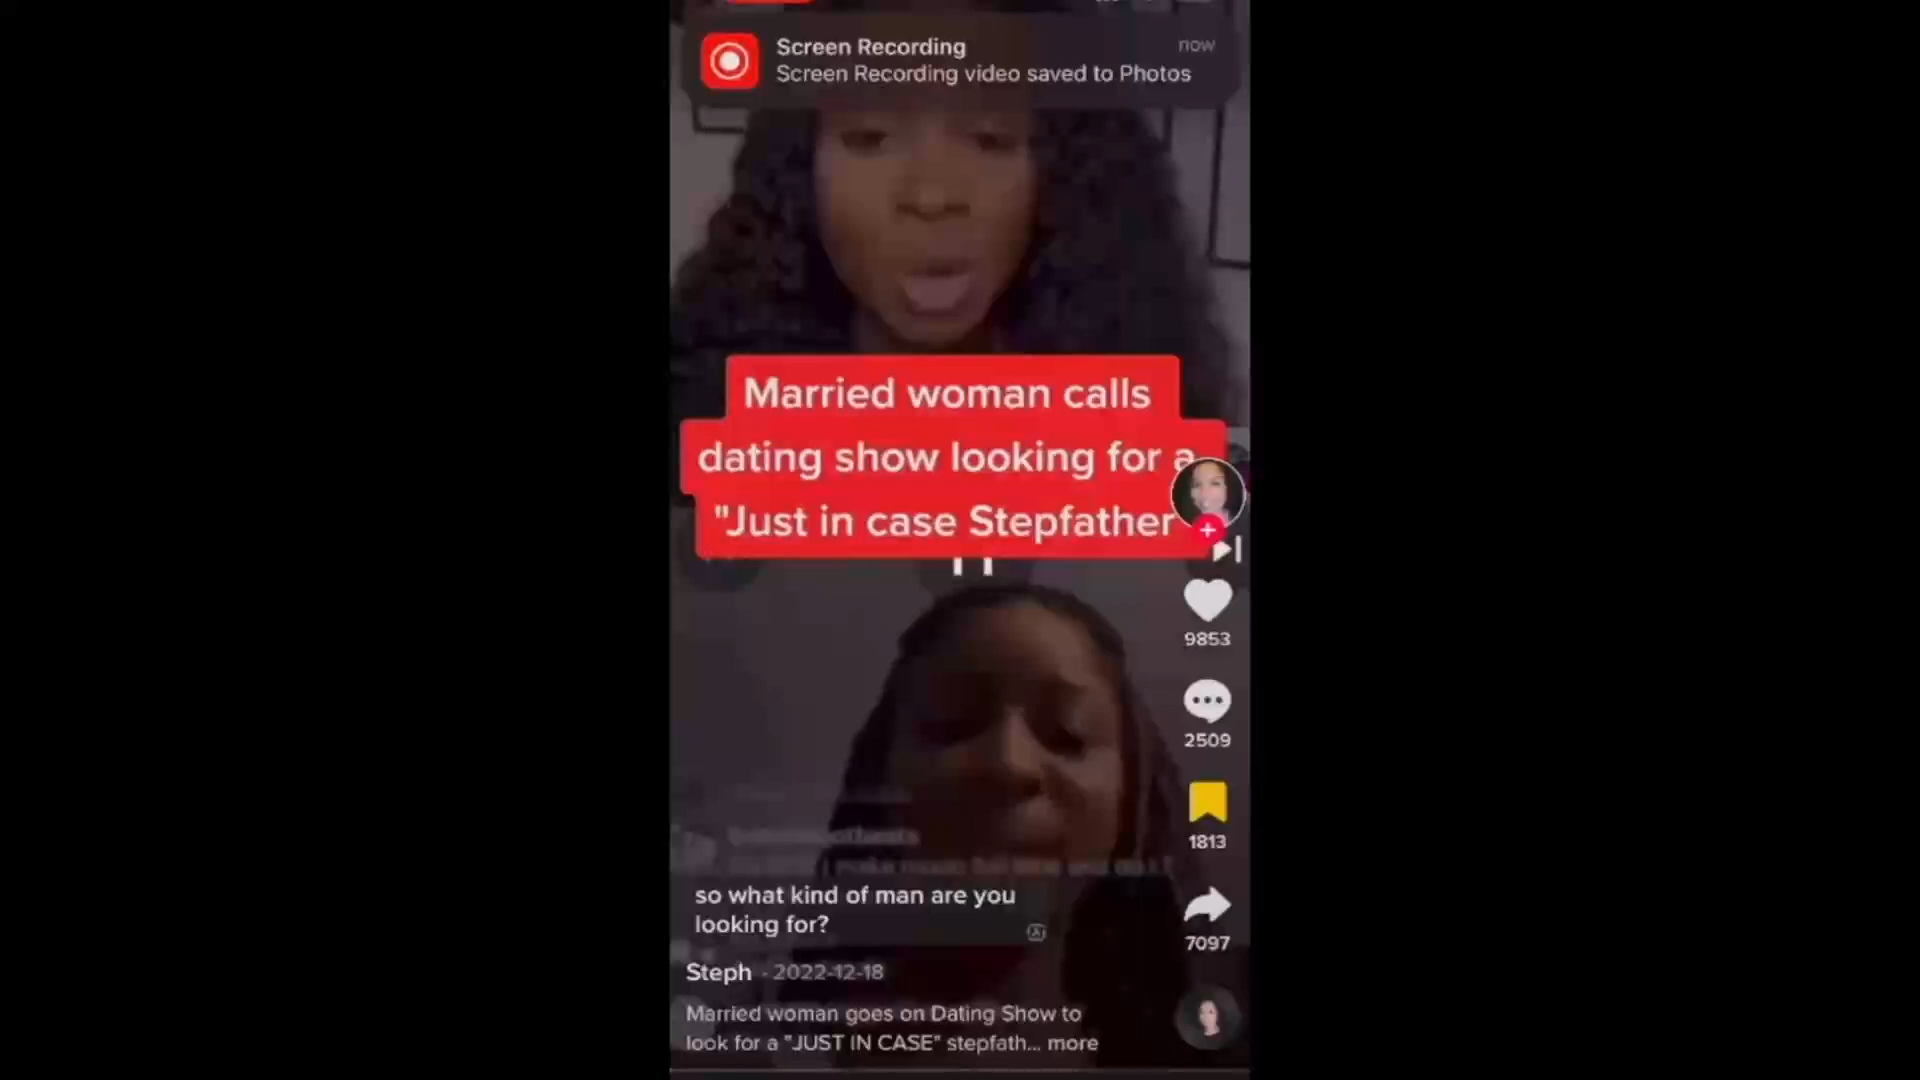 Screen Recording
now
Screen Recording video saved to Photos
Married woman calls
dating show looking for a
"Just in case Stepfather
9853
2509
1813
so what kind of man are you
looking for?
7097
Steph · 2022-12-18
Married woman goes on Dating Show to
look for a "JUST IN CASE" stepfath... more